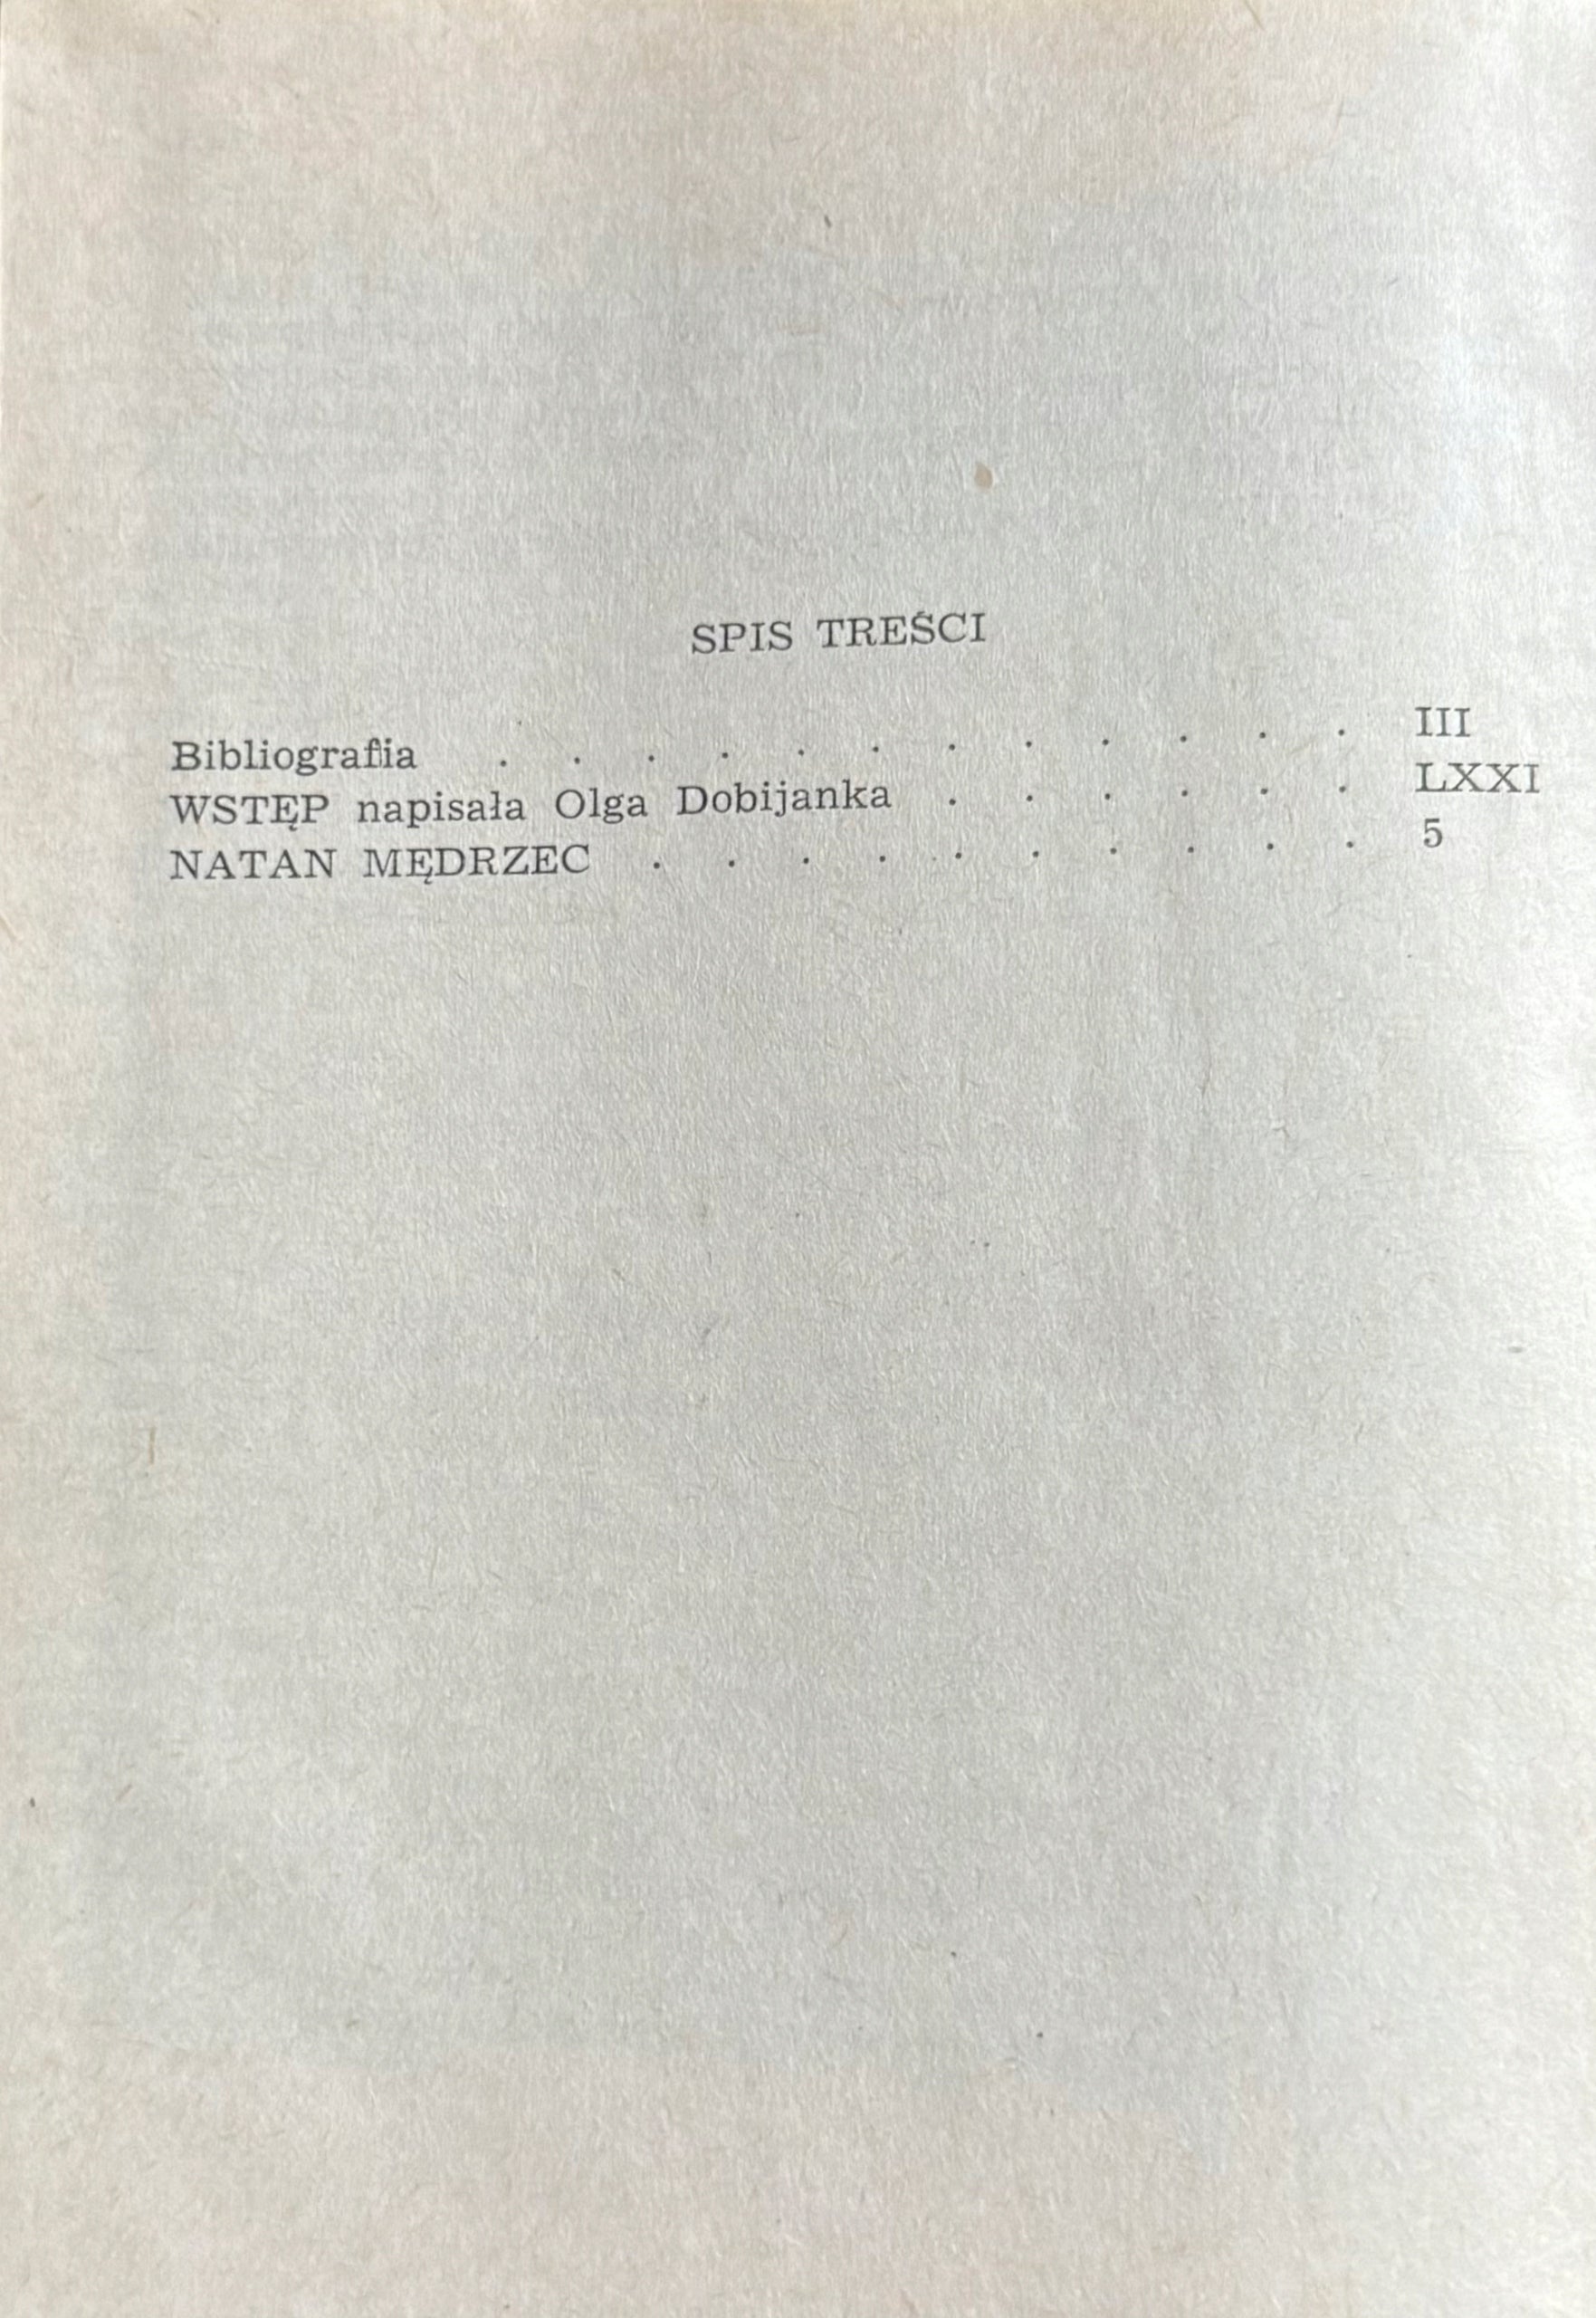 SPIS TREŚCI
Bibliografia . . . . . . . . . . . . III
WSTĘP napisała Olga Dobijanka . . . . . . LXXI
NATAN MĘDRZEC . . . . . . . . . . 5